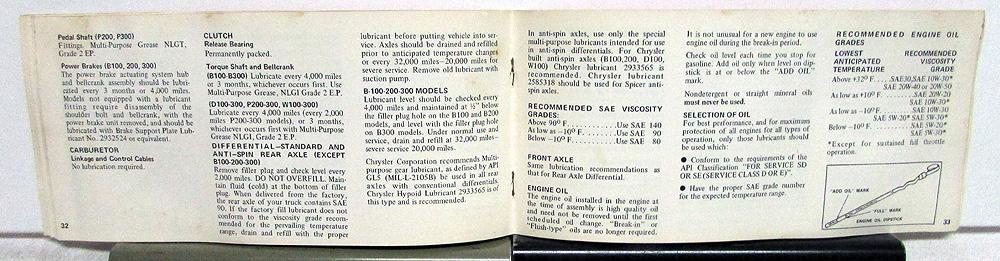 Pedal Shaft (P200, P300)
Fittings. Multi-Purpose Grease NLGT,
Grade 2 EP.
Power Brakes (B100, 200, 300)
The power brake actuating system hub
and bellcrank assembly should be lubri-
cated every 3 months or 4,000 miles.
Models not equipped with a lubricant
fitting require disassembly of the
shoulder bolt and bellcrank, with the
power brake unit removed, and should be
lubricated with Brake Support Plate Lub-
ricant No. 2932524 or equivalent.
CARBURETOR
Linkage and Control Cables
No lubrication required.
32
CLUTCH
Release Bearing
Permanently packed.
Torque Shaft and Bellcrank
(B100-B300) Lubricate every 4,000 miles
or 3 months, whichever occurs first. Use
Multi-Purpose Grease, NLGI Grade 2 E.P.
(D100-300, P200-300, W100-300)
Lubricate every 4,000 miles (every 2,000
miles P200-300 models), or 3 months,
whichever occurs first with Multi-Purpose
Grease NLGI, Grade 2 E.P.
DIFFERENTIAL-STANDARD AND
ANTI-SPIN REAR AXLE (EXCEPT
B100-200-300)
Remove filler plug and check level every
2,000 miles. DO NOT OVERFILL. Main-
tain fluid (cold) at the bottom of filler
plug. When delivered from the factory,
the rear axle of your truck contains SAE
90. If the factory fill lubricant does not
conform to the viscosity grade recom-
mended for the pervailing temperature
range, drain and refill with the proper
lubricant before putting vehicle into ser-
vice. Axles should be drained and refilled
prior to anticipated temperature changes
or every 32,000 miles-20,000 miles for
severe service. Remove old lubricant with
suction pump.
B-100-200-300 MODELS
Lubricant level should be checked every
4,000 miles and maintained at ½" below
the filler plug hole on the B100 and B200
models, and level with the filler plug hole
on B300 models. Under normal use and
service, drain and refill at 32,000 miles-
severe service 20,000 miles.
Chrysler Corporation recommends Multi-
purpose gear lubricant, as defined by API
GL5 (MIL-L-2105B) be used in all rear
axles with conventional differentials.
Chrysler Hypoid Lubricant 2933565 is of
this type and is recommended.
In anti-spin axles, use only the special
multi-purpose lubricants intended for use
in anti-spin differentials. For Chrysler
built anti-spin axles (B100,200, D100,
W100) Chrysler Lubricant 2933565 is
recommended. Chrysler lubricant
2585318 should be used for Spicer anti-
spin axles.
RECOMMENDED SAE VISCOSITY
GRADES:
Above 90° F. . . . . . . . . . . . . Use SAE 140
As low as -10° F. . . . . . . . . . Use SAE 90
Below -10° F. . . . . . . . . . . . Use SAE 80
FRONT AXLE
Same lubrication recommendations as
that for Rear Axle Differential.
ENGINE OIL
The engine oil installed in the engine at
the time of assembly is high quality oil
and need not be removed until the first
scheduled oil change. "Break-in" or
"Flush-type" oils are no longer required.
It is not unusual for a new engine to use
engine oil during the break-in period.
Check oil level each time you stop for
gasoline. Add oil only when level on dip-
stick is at or below the "ADD OIL"
mark.
Nondetergent or straight mineral oils
must never be used.
SELECTION OF OIL
For best performance, and for maximum
protection of all engines for all types of
operation, only those lubricants should
be used which:
● Conform to the requirements of the
API Classification "FOR SERVICE SD
OR SE (SERVICE CLASS D OR E)".
● Have the proper SAE grade number
for the expected temperature range.
RECOMMENDED ENGINE OIL
GRADES
LOWEST RECOMMENDED
ANTICIPATED VISCOSITY
TEMPERATURE GRADE
Above +32° F. . . . . SAE30, SAE 10W-30*
SAE 20W-40 or 20W-50
As low as +10° F. . . . . . . SAE 20W-20
SAE 10W-30*
As low as -10° F. . . . . . . . . SAE 10W
SAE 5W-20* SAE 5W-30*
Below -10° F. . . . . . . . . . SAE 5W-20*
SAE 5W-30*
*Except for sustained full throttle
operation.
"ADD OIL" MARK
"FULL" MARK
ENGINE OIL DIPSTICK
33